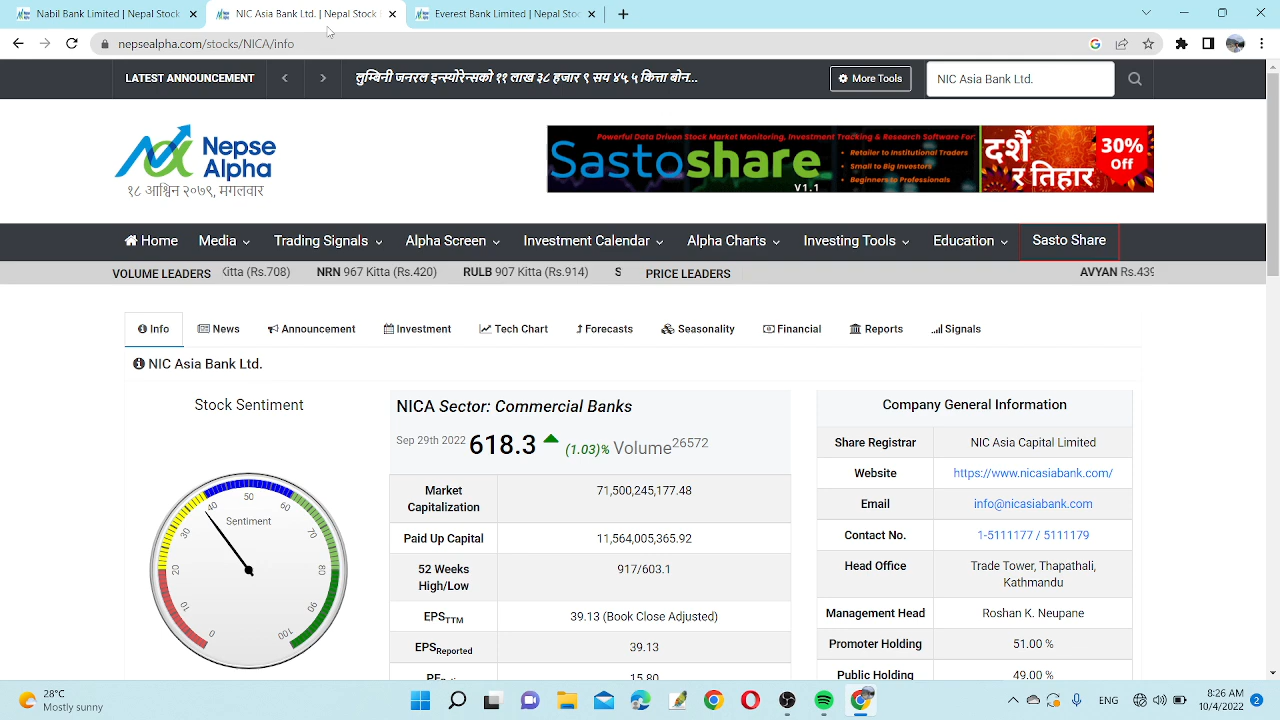 Nabil Bank Limited | Nepal Stock
Nabil Bank Ltd. | Nepal Stock
Everest Bank Limited | Nepal Stoc
nepsealpha.com/stocks/NICA/info
LATEST ANNOUNCEMENT
लुम्विनी जनरल इन्स्योरेन्सको ११ लाख ३८ हजार ९ सय ४५.५ कित्ता बोन...
More Tools
NIC Asia Bank Ltd.
Nepse
Alpha
१८ आश्विन २०७९, मगलवार
Powerful Data Driven Stock Market Monitoring, Investment Tracking & Research Software For:
Sastoshare
V1.1
• Retailer to Institutional Traders
• Small to Big Investors
• Beginners to Professionals
दशैं
र तिहार
30%
Off
Home Media Trading Signals Alpha Screen Investment Calendar Alpha Charts Investing Tools Education Sasto Share
VOLUME LEADERS Kitta (Rs.708) NRN 967 Kitta (Rs.420) RULB 907 Kitta (Rs.914) S PRICE LEADERS AVYAN Rs.439
Info News Announcement Investment Tech Chart Forecasts Seasonality Financial Reports Signals
NIC Asia Bank Ltd.
Stock Sentiment
0 10 20 30 40 50 60 70 80 90 100
Sentiment
NICA Sector: Commercial Banks
Sep 29th 2022 618.3 (1.03)% Volume26572
Market Capitalization 71,500,245,177.48
Paid Up Capital 11,564,005,365.92
52 Weeks High/Low 917/603.1
EPSTTM 39.13 (Book Close Adjusted)
EPSReported 39.13
15.80
Company General Information
Share Registrar NIC Asia Capital Limited
Website https://www.nicasiabank.com/
Email info@nicasiabank.com
Contact No. 1-5111177 / 5111179
Head Office Trade Tower, Thapathali, Kathmandu
Management Head Roshan K. Neupane
Promoter Holding 51.00 %
Public Holding 49.00 %
28°C
Mostly sunny
ENG
8:26 AM
10/4/2022
2